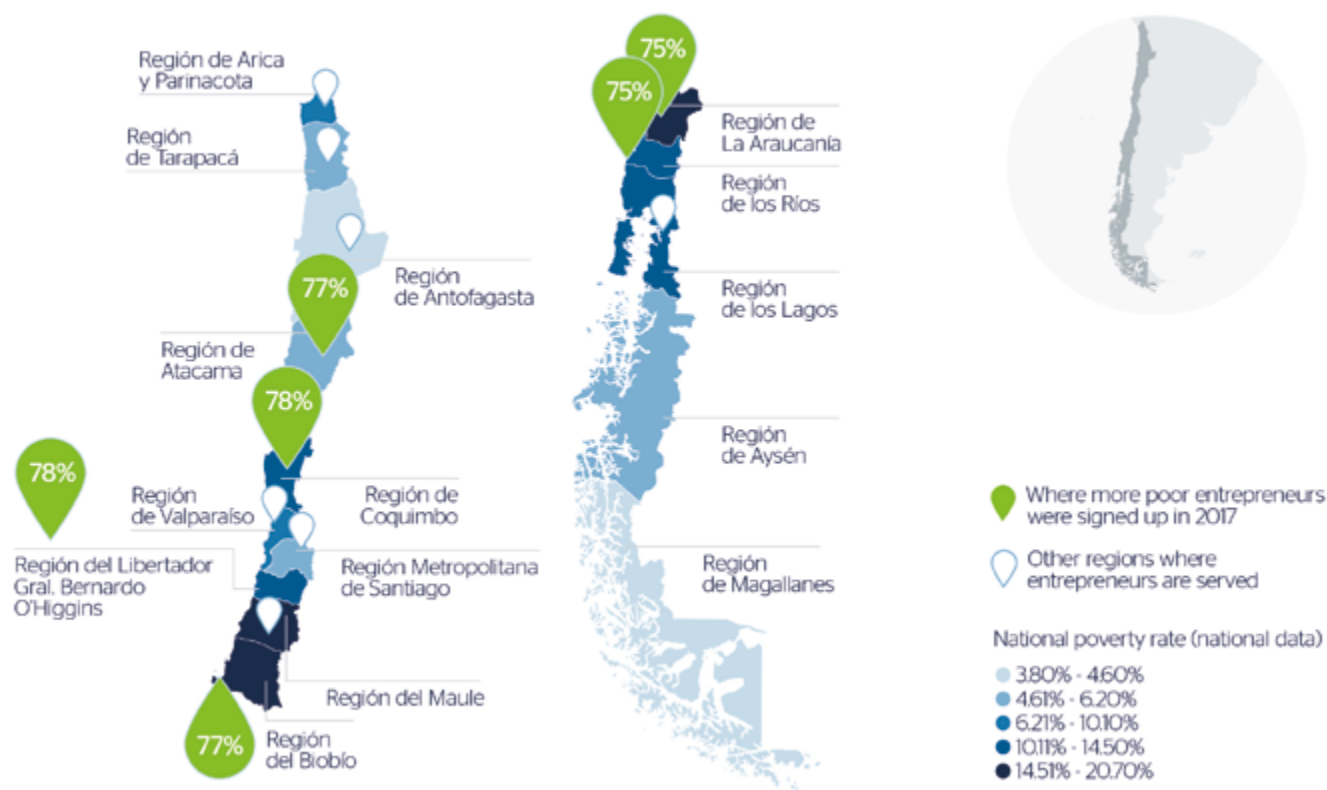 Región de Arica
y Parinacota
Región
de Tarapacá
Región
de Antofagasta
77%
Región de
Atacama
78%
78%
Región
de Valparaíso
Región de
Coquimbo
Región del Libertador
Gral. Bernardo
O'Higgins
Región Metropolitana
de Santiago
Región del Maule
77%
Región
del Biobío
75%
75%
Región de
La Araucanía
Región
de los Ríos
Región
de los Lagos
Región
de Aysén
Región
de Magallanes
Where more poor entrepreneurs
were signed up in 2017
Other regions where
entrepreneurs are served
National poverty rate (national data)
3.80% - 4.60%
4.61% - 6.20%
6.21% - 10.10%
10.11% - 14.50%
14.51% - 20.70%